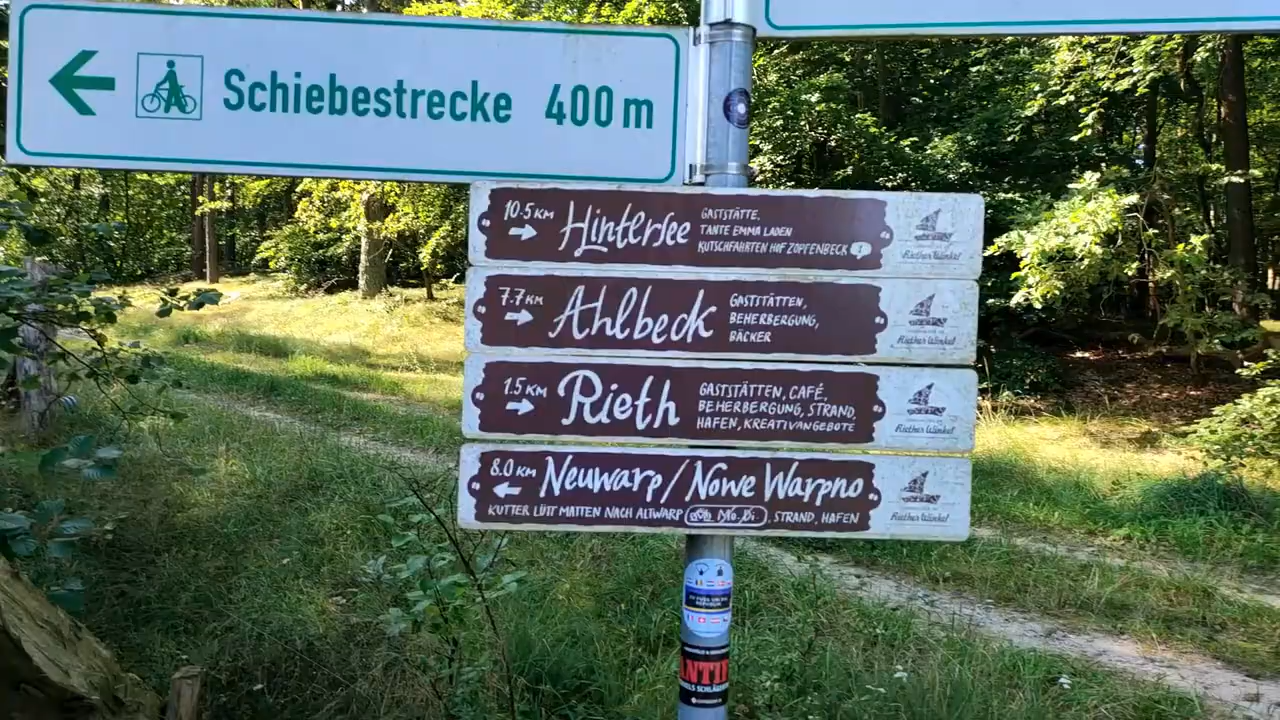 Schiebestrecke 400 m
10.5 KM Hintersee
GASTSTÄTTE,
TANTE EMMA LADEN
KUTSCHFAHRTEN HOF ZOPFENBECK
Riether Winkel
7.7 KM Ahlbeck
GASTSTÄTTEN,
BEHERBERGUNG,
BÄCKER
Riether Winkel
1.5 KM Rieth
GASTSTÄTTEN, CAFÉ,
BEHERBERGUNG, STRAND,
HAFEN, KREATIVANGEBOTE
Riether Winkel
8.0 KM Neuwarp/Nowe Warpno
KUTTER LÜTT MATTEN NACH ALTWARP Mo. Di. , STRAND, HAFEN
Riether Winkel